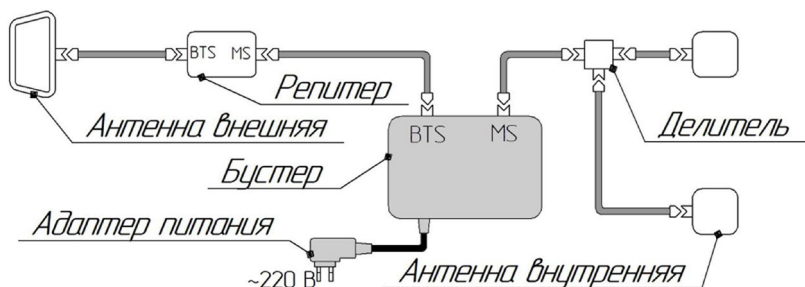 BTS MS
Репитер
Антенна внешняя
BTS MS
Делитель
Бустер
Адаптер питания
~220 В
Антенна внутренняя